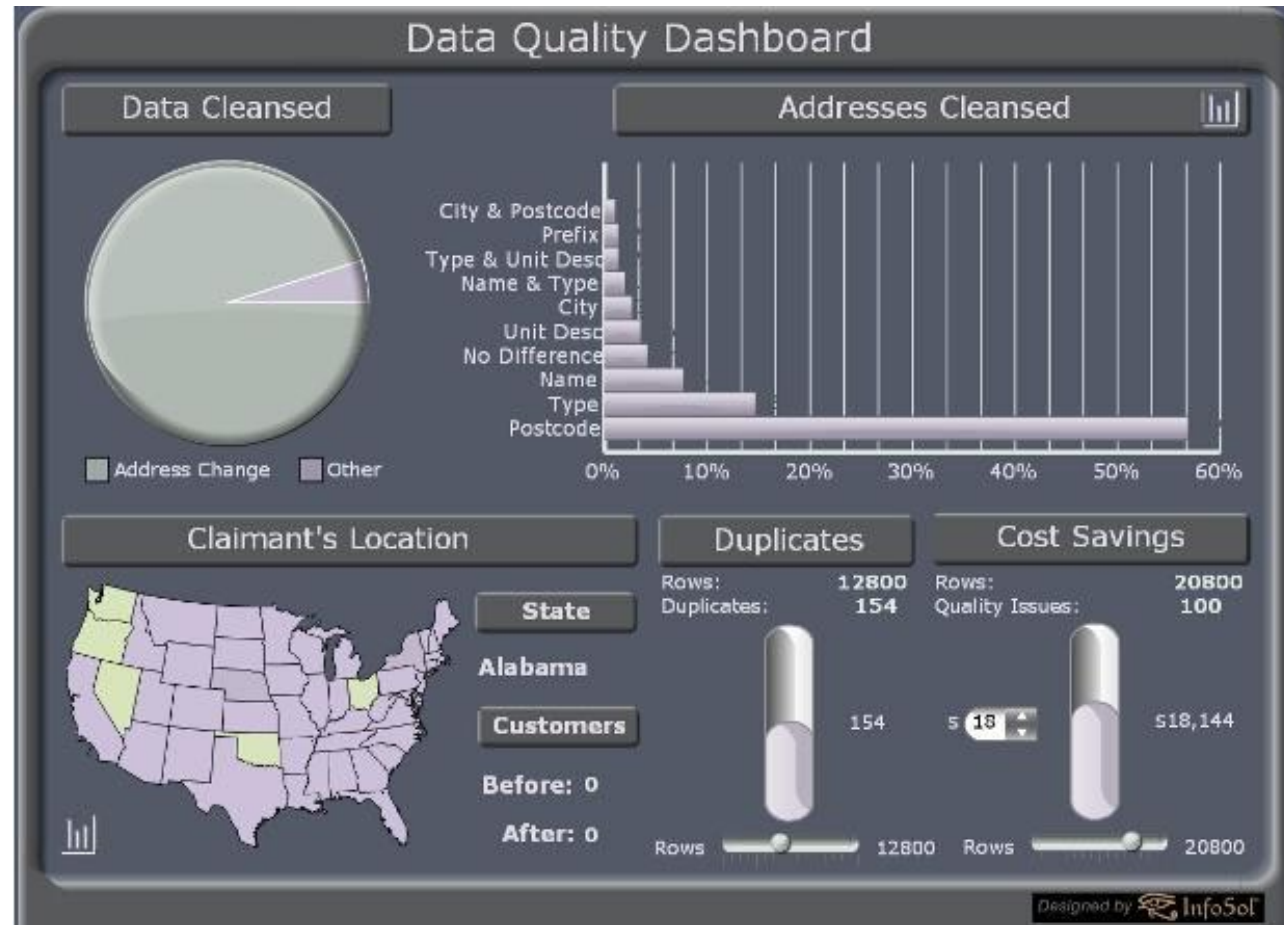 Data Quality Dashboard
Data Cleansed
Addresses Cleansed
City & Postcode
Prefix
Type & Unit Desc
Name & Type
City
Unit Desc
No Difference
Name
Type
Postcode
0% 10% 20% 30% 40% 50% 60%
Address Change Other
Claimant's Location
State
Alabama
Customers
Before: 0
After: 0
Duplicates
Rows: 12800
Duplicates: 154
154
Rows 12800
Cost Savings
Rows: 20800
Quality Issues: 100
$ 18
$18,144
Rows 20800
Designed by InfoSol